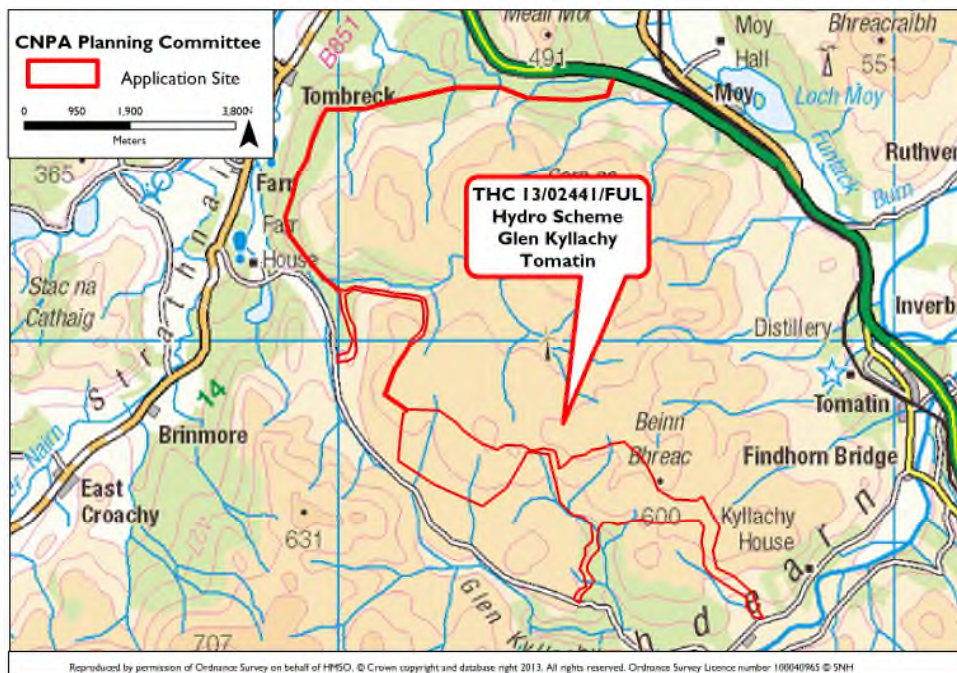 CNPA Planning Committee
Application Site
0 950 1,900 3,800
Meters
N
B851
Meall Mor
491
Moy
Hall
Bhreacraibh
551
Tombreck
Moy
Loch Moy
365
Funtack
Burn
Ruthven
Farr
Farr
House
THC 13/02441/FUL
Hydro Scheme
Glen Kyllachy
Tomatin
Stac na
Cathaig
Strathnairn
Distillery
Inverb
14
Tomatin
Brinmore
Beinn
Bhreac
Findhorn Bridge
Nairn
East
Croachy
600
Kyllachy
House
631
Glen Kyl
h d e a r n
707
Reproduced by permission of Ordnance Survey on behalf of HMSO. © Crown copyright and database right 2013. All rights reserved. Ordnance Survey Licence number 100040965 © SNH